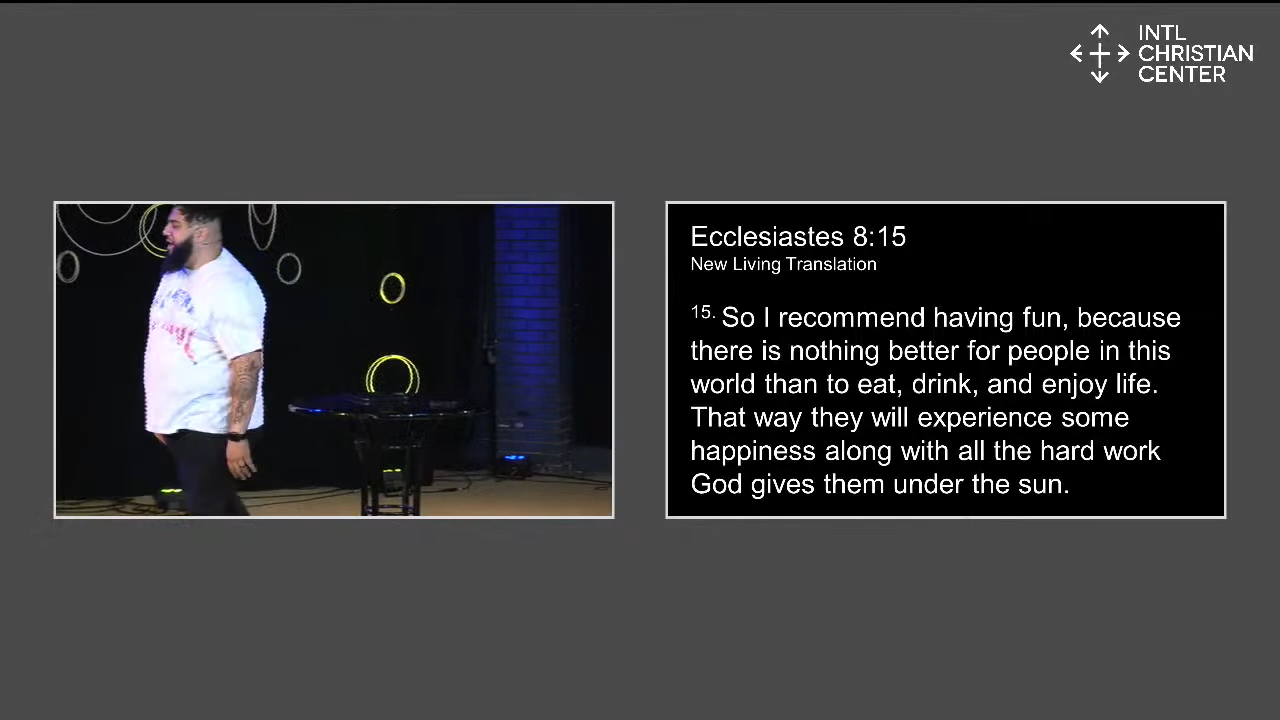 INTL
CHRISTIAN
CENTER
Ecclesiastes 8:15
New Living Translation
15. So I recommend having fun, because
there is nothing better for people in this
world than to eat, drink, and enjoy life.
That way they will experience some
happiness along with all the hard work
God gives them under the sun.